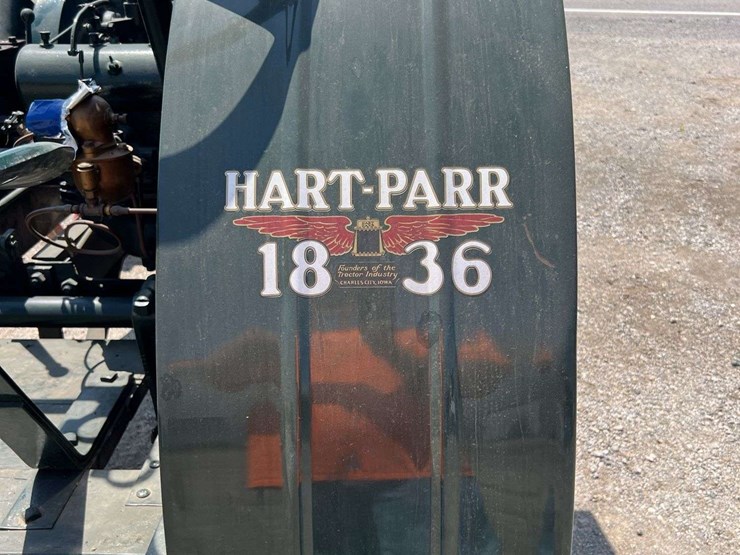 HART-PARR
18 36
Founders of the
Tractor Industry
CHARLES CITY, IOWA